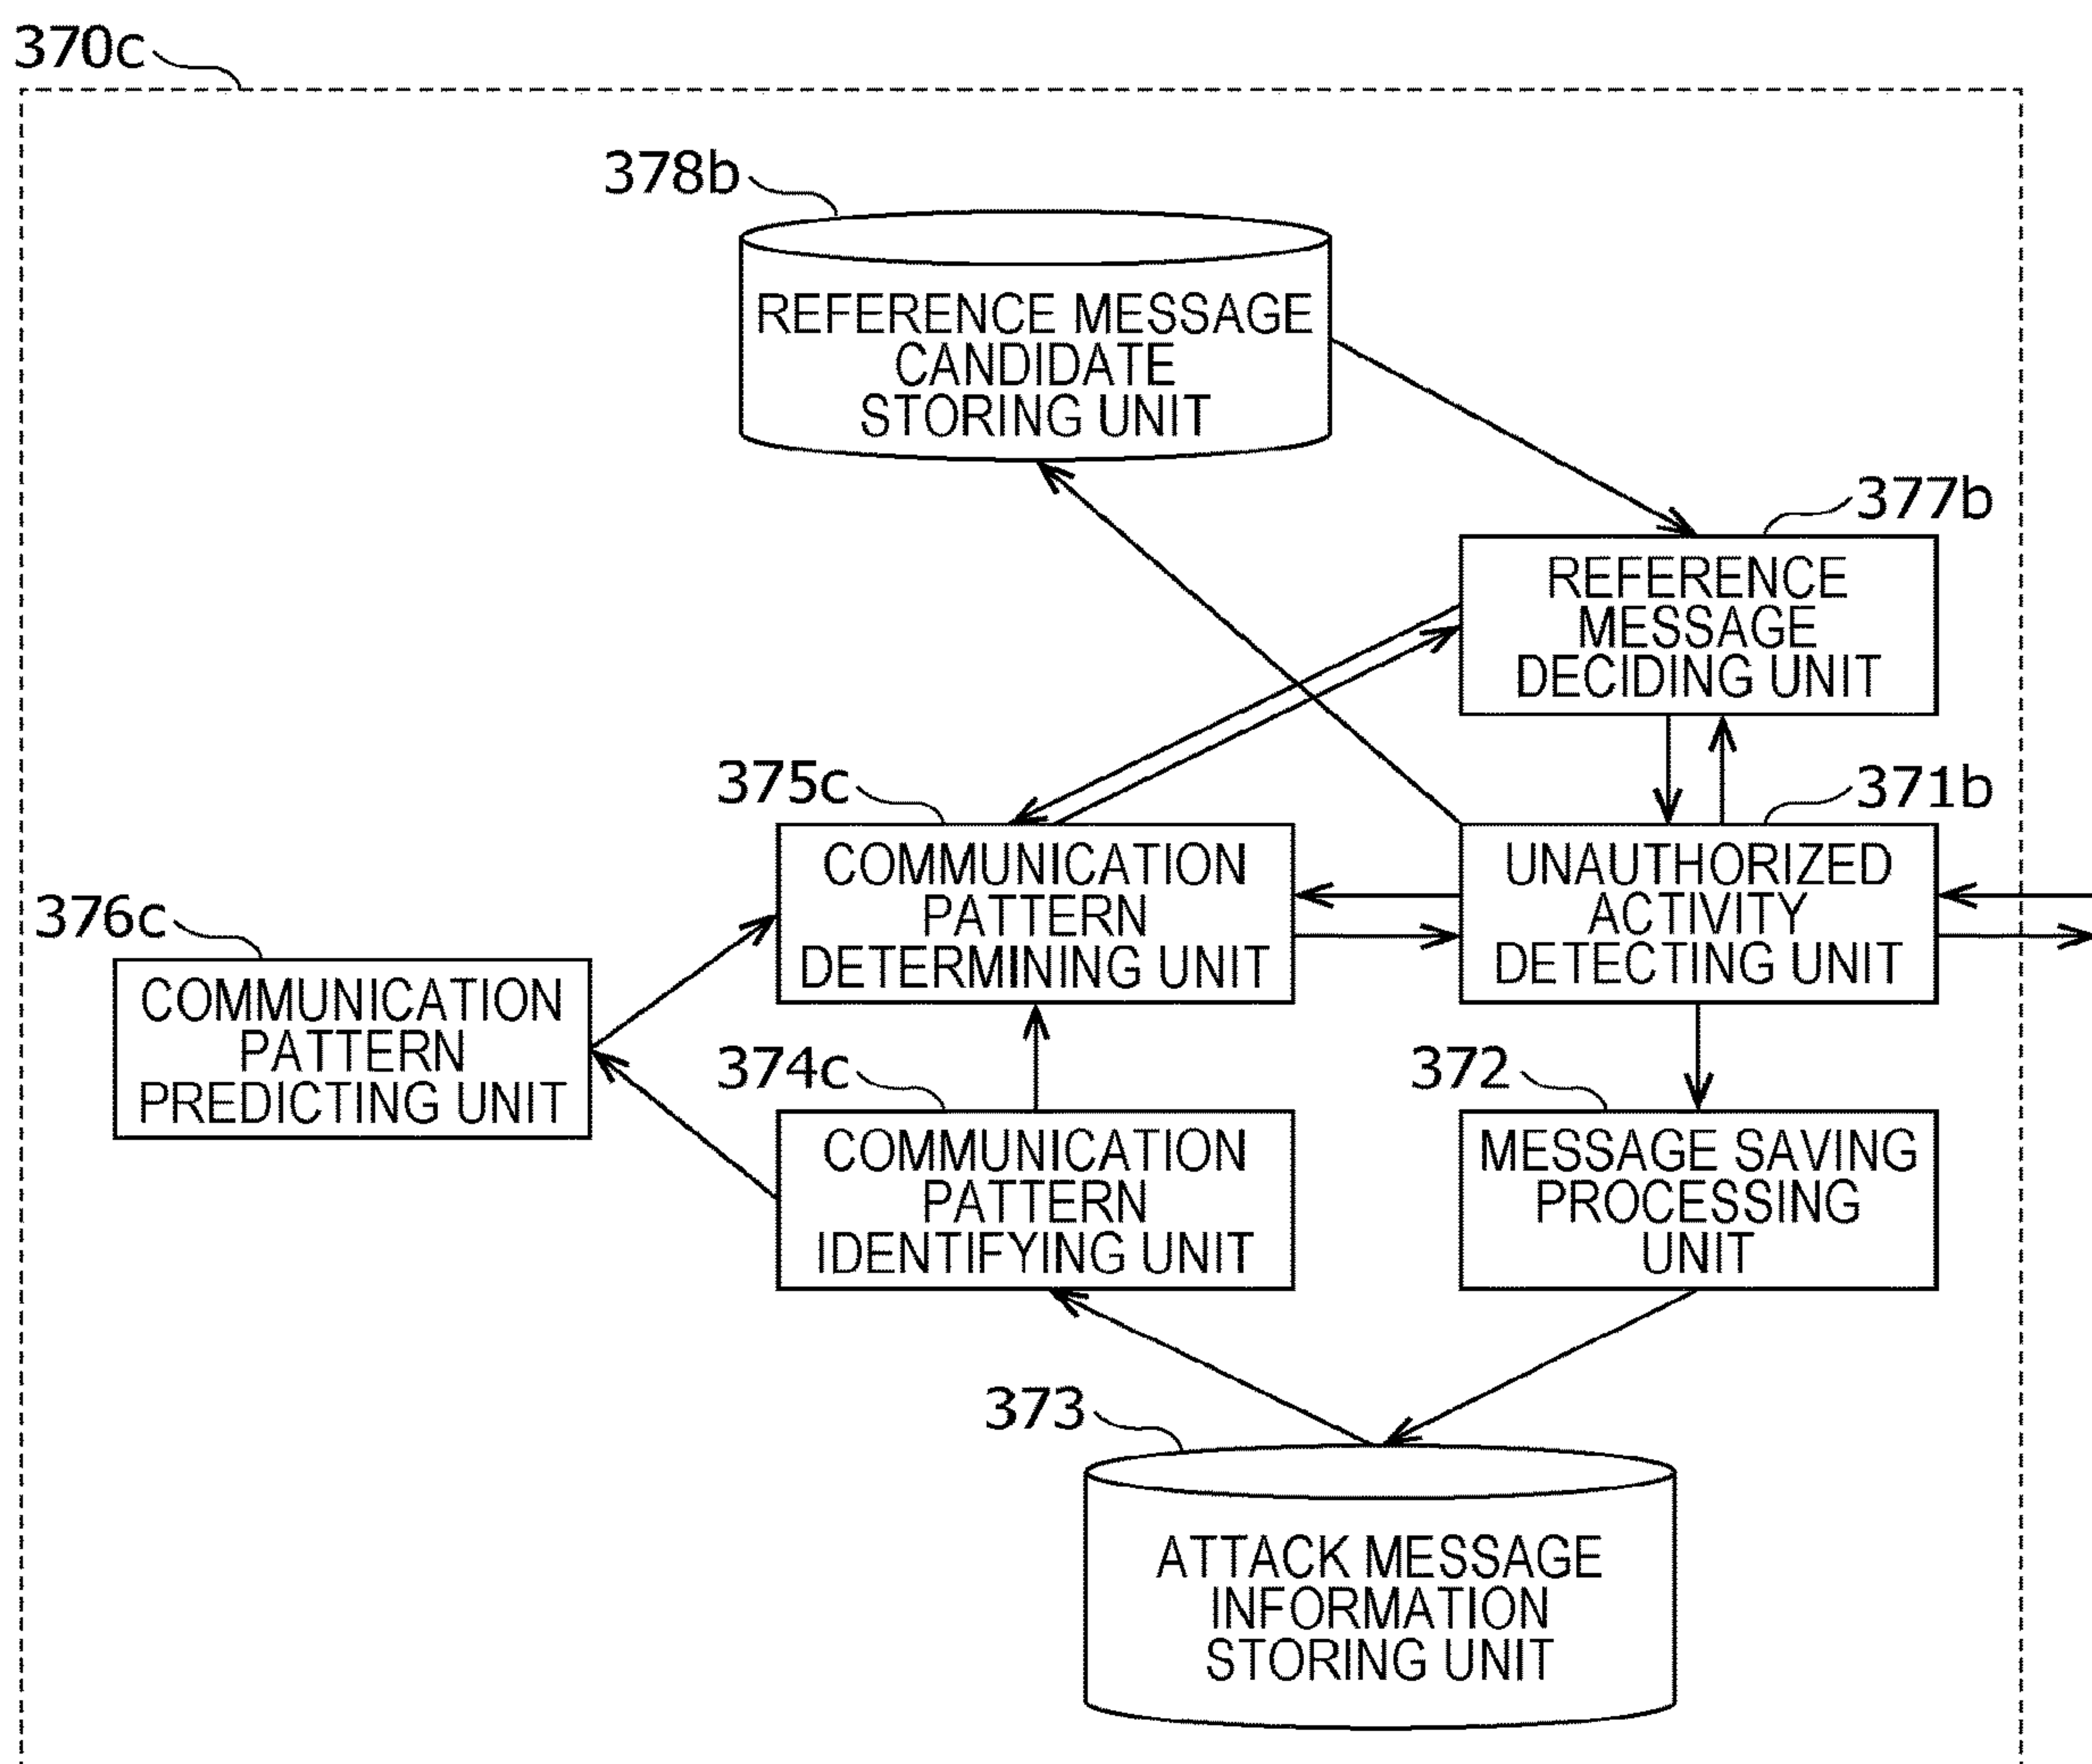 370c
378b
REFERENCE MESSAGE
CANDIDATE
STORING UNIT
377b
REFERENCE
MESSAGE
DECIDING UNIT
375c
COMMUNICATION
PATTERN
DETERMINING UNIT
371b
UNAUTHORIZED
ACTIVITY
DETECTING UNIT
376c
COMMUNICATION
PATTERN
PREDICTING UNIT
374c
COMMUNICATION
PATTERN
IDENTIFYING UNIT
372
MESSAGE SAVING
PROCESSING
UNIT
373
ATTACK MESSAGE
INFORMATION
STORING UNIT